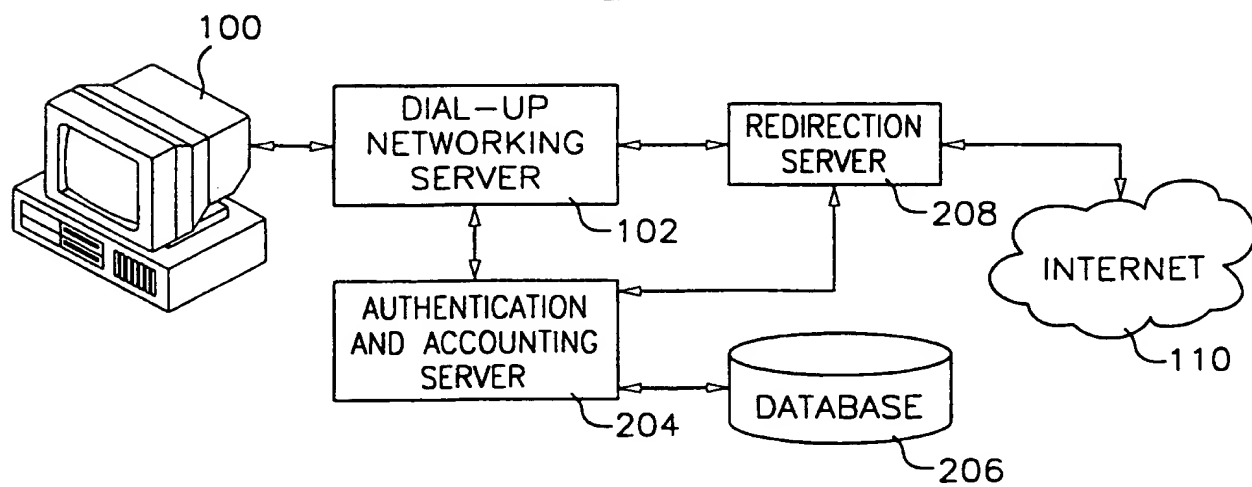 100
DIAL-UP
NETWORKING
SERVER
102
REDIRECTION
SERVER
208
INTERNET
110
AUTHENTICATION
AND ACCOUNTING
SERVER
204
DATABASE
206